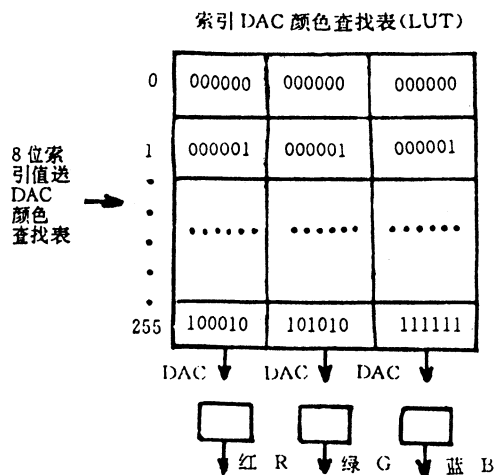 索引DAC颜色查找表(LUT)
0 000000 000000 000000
1 000001 000001 000001
8位索
引值送
DAC
颜色
查找表
......  ......  ......
255 100010 101010 111111
DAC DAC DAC
红 R 绿 G 蓝 B